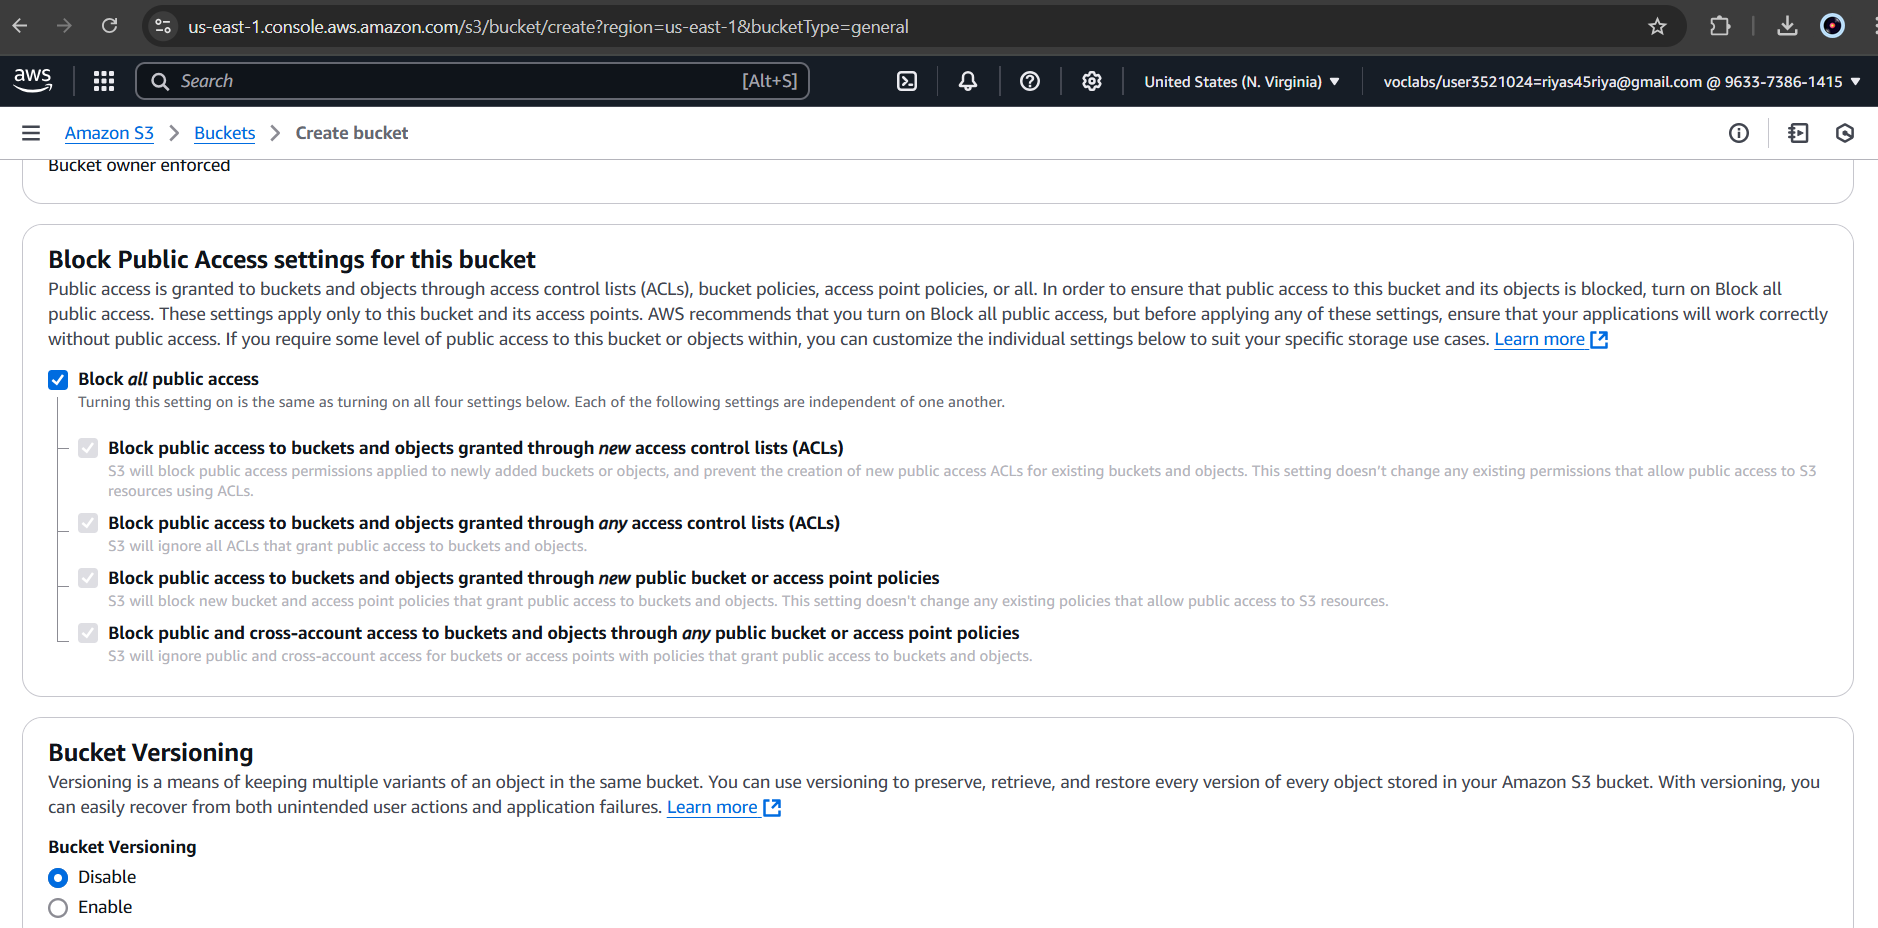 us-east-1.console.aws.amazon.com/s3/bucket/create?region=us-east-1&bucketType=general
aws
Search [Alt+S]
United States (N. Virginia)
voclabs/user3521024=riyas45riya@gmail.com @ 9633-7386-1415
Amazon S3 > Buckets > Create bucket
Bucket owner enforced
Block Public Access settings for this bucket
Public access is granted to buckets and objects through access control lists (ACLs), bucket policies, access point policies, or all. In order to ensure that public access to this bucket and its objects is blocked, turn on Block all
public access. These settings apply only to this bucket and its access points. AWS recommends that you turn on Block all public access, but before applying any of these settings, ensure that your applications will work correctly
without public access. If you require some level of public access to this bucket or objects within, you can customize the individual settings below to suit your specific storage use cases. Learn more
Block all public access
Turning this setting on is the same as turning on all four settings below. Each of the following settings are independent of one another.
Block public access to buckets and objects granted through new access control lists (ACLs)
S3 will block public access permissions applied to newly added buckets or objects, and prevent the creation of new public access ACLs for existing buckets and objects. This setting doesn't change any existing permissions that allow public access to S3
resources using ACLs.
Block public access to buckets and objects granted through any access control lists (ACLs)
S3 will ignore all ACLs that grant public access to buckets and objects.
Block public access to buckets and objects granted through new public bucket or access point policies
S3 will block new bucket and access point policies that grant public access to buckets and objects. This setting doesn't change any existing policies that allow public access to S3 resources.
Block public and cross-account access to buckets and objects through any public bucket or access point policies
S3 will ignore public and cross-account access for buckets or access points with policies that grant public access to buckets and objects.
Bucket Versioning
Versioning is a means of keeping multiple variants of an object in the same bucket. You can use versioning to preserve, retrieve, and restore every version of every object stored in your Amazon S3 bucket. With versioning, you
can easily recover from both unintended user actions and application failures. Learn more
Bucket Versioning
Disable
Enable